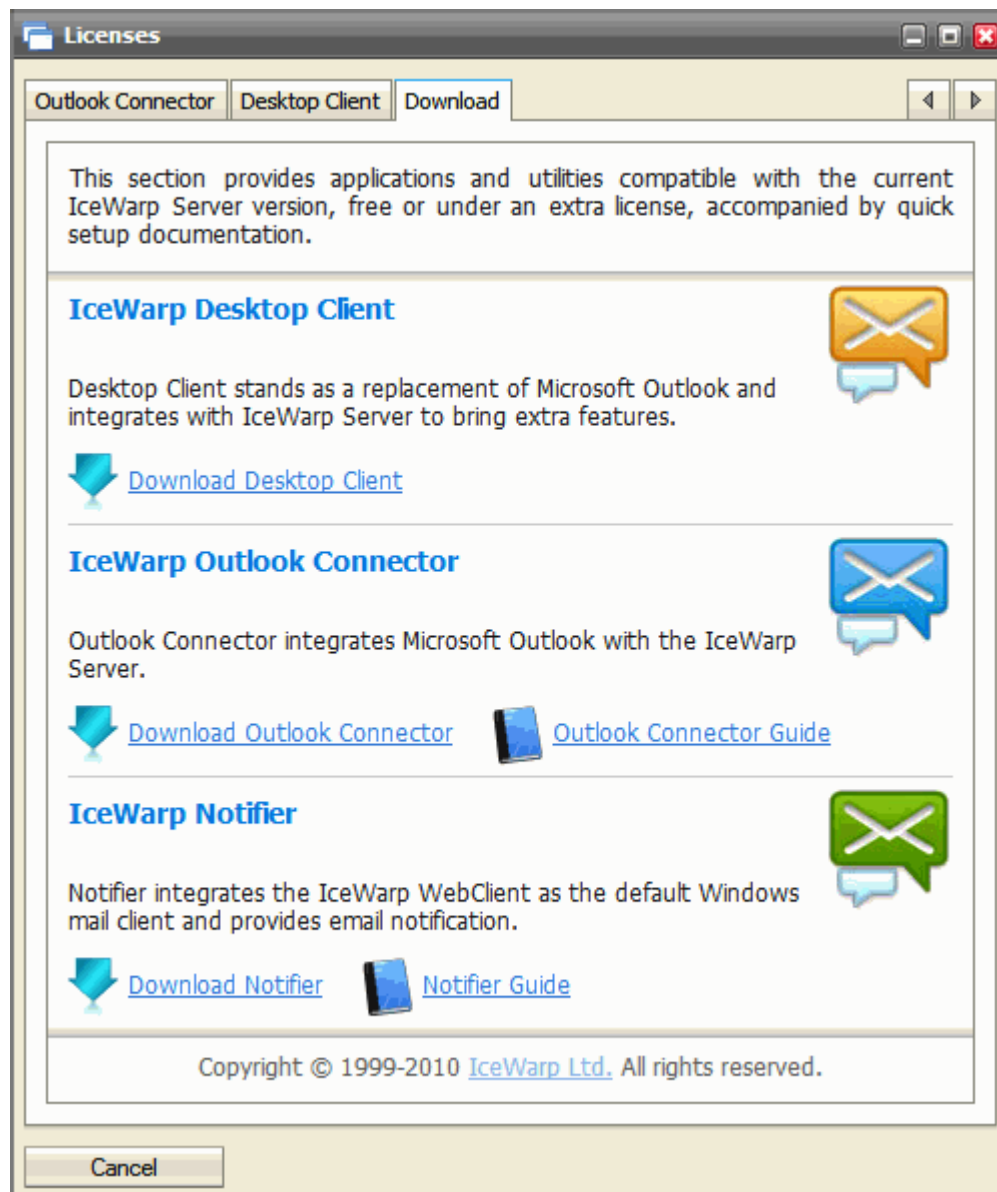 Licenses
Outlook Connector Desktop Client Download
This section provides applications and utilities compatible with the current
IceWarp Server version, free or under an extra license, accompanied by quick
setup documentation.
IceWarp Desktop Client
Desktop Client stands as a replacement of Microsoft Outlook and
integrates with IceWarp Server to bring extra features.
Download Desktop Client
IceWarp Outlook Connector
Outlook Connector integrates Microsoft Outlook with the IceWarp
Server.
Download Outlook Connector Outlook Connector Guide
IceWarp Notifier
Notifier integrates the IceWarp WebClient as the default Windows
mail client and provides email notification.
Download Notifier Notifier Guide
Copyright © 1999-2010 IceWarp Ltd. All rights reserved.
Cancel